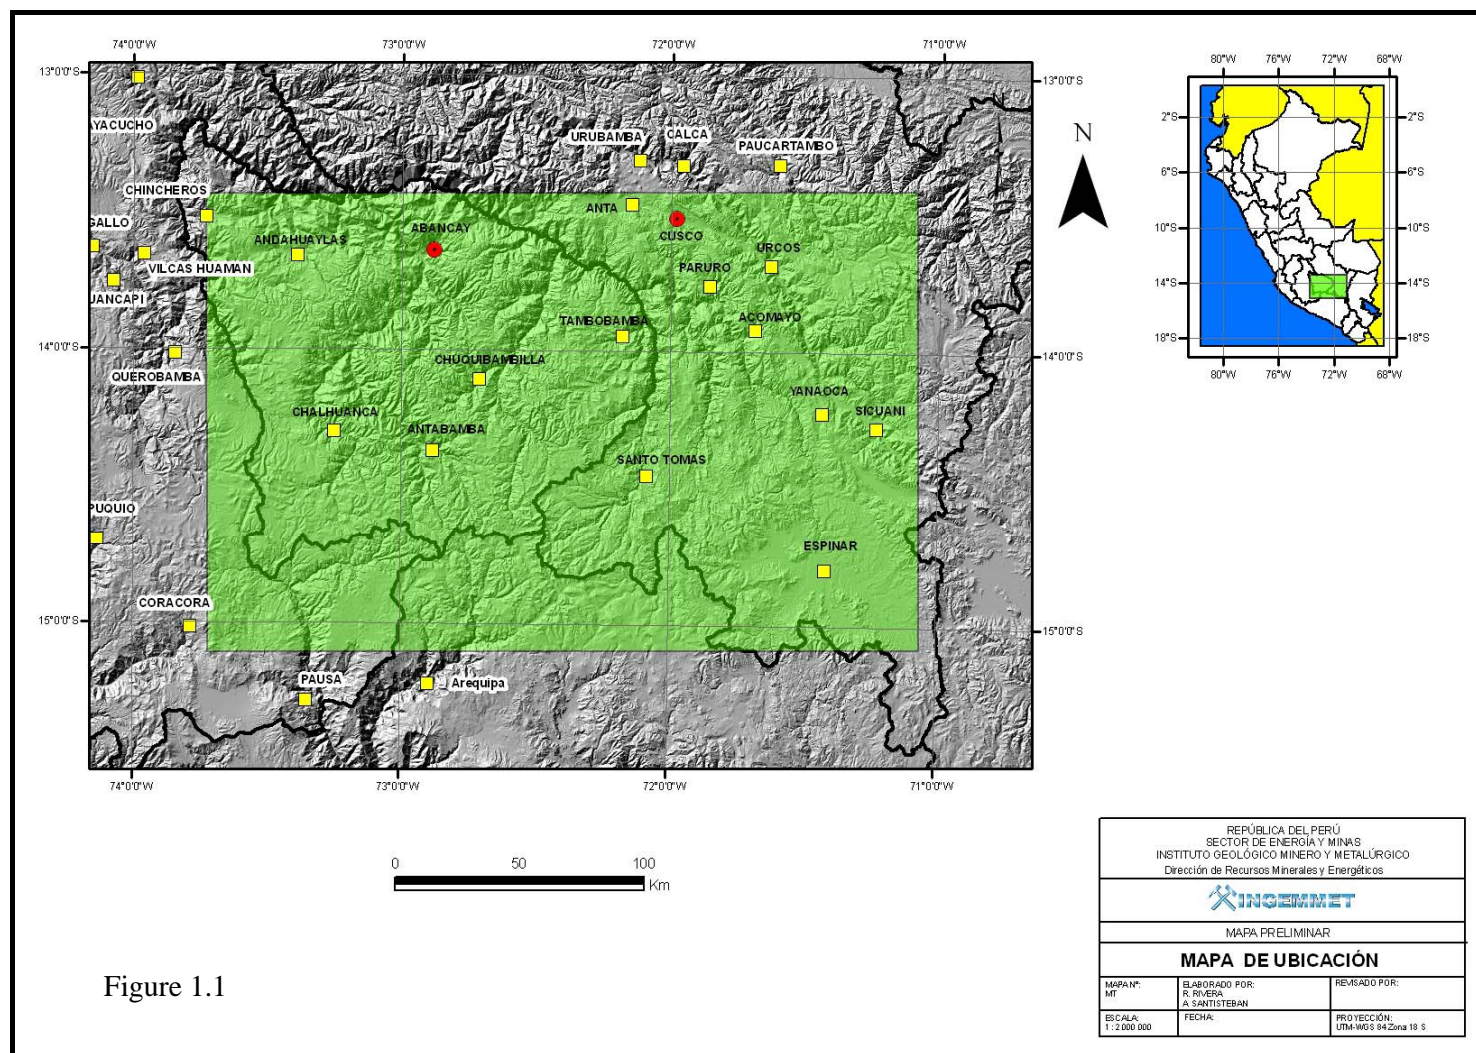 74°0'0"W 73°0'0"W 72°0'0"W 71°0'0"W
13°0'0"S 13°0'0"S
AYACUCHO
URUBAMBA CALCA
PAUCARTAMBO
CHINCHEROS
ANTA
GALLO
ANDAHUAYLAS ABANCAY
CUSCO
URCOS
VILCAS HUAMAN
PARURO
UANCAPI
TAMBOBAMBA
ACOMAYO
14°0'0"S 14°0'0"S
CHUQUIBAMBILLA
QUEROBAMBA
YANAOCA
CHALHUANCA
SICUANI
ANTABAMBA
SANTO TOMAS
PUQUIO
ESPINAR
CORACORA
15°0'0"S 15°0'0"S
PAUSA
Arequipa
74°0'0"W 73°0'0"W 72°0'0"W 71°0'0"W
N
80°W 76°W 72°W 68°W
2°S 2°S
6°S 6°S
10°S 10°S
14°S 14°S
18°S 18°S
80°W 76°W 72°W 68°W
0 50 100
Km
Figure 1.1
REPÚBLICA DEL PERÚ
SECTOR DE ENERGÍA Y MINAS
INSTITUTO GEOLÓGICO MINERO Y METALÚRGICO
Dirección de Recursos Minerales y Energéticos
INGEMMET
MAPA PRELIMINAR
MAPA DE UBICACIÓN
MAPA Nº:
MT
ELABORADO POR:
R. RIVERA
A. SANTISTEBAN
REVISADO POR:
ESCALA:
1 : 2 000 000
FECHA:
PROYECCIÓN:
UTM-WGS 84 Zona 18 S